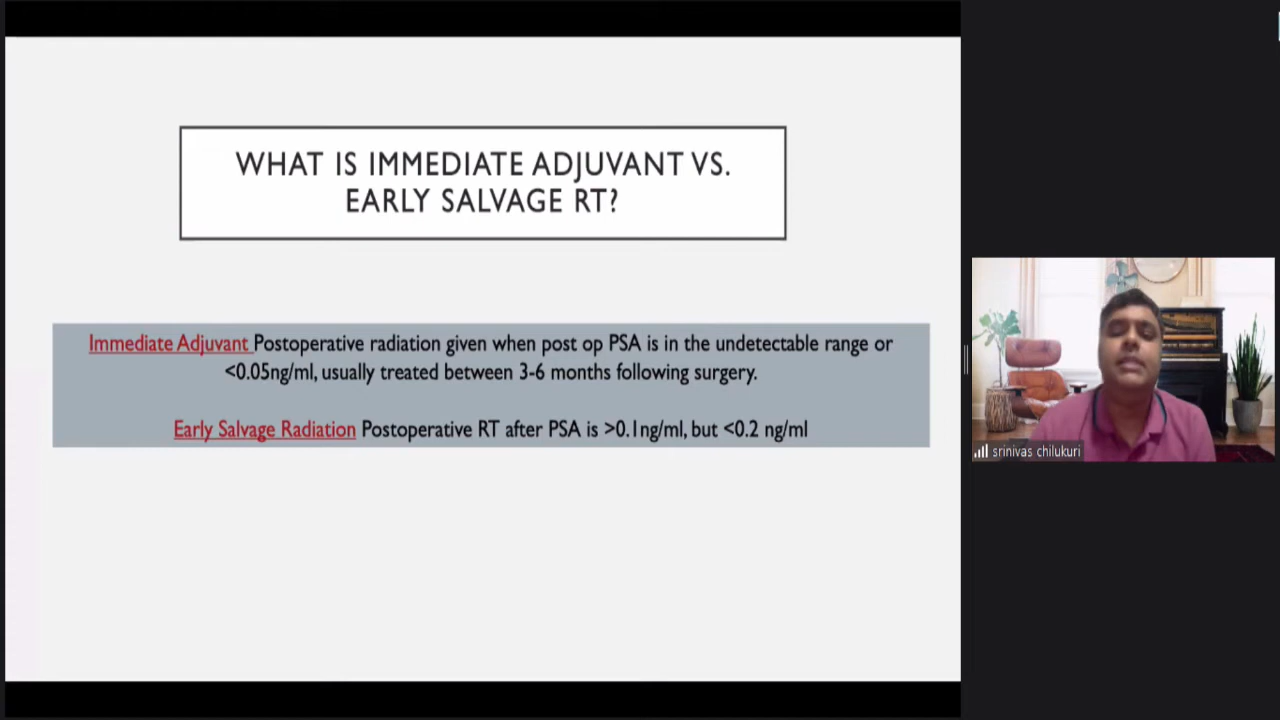 WHAT IS IMMEDIATE ADJUVANT VS.
EARLY SALVAGE RT?
Immediate Adjuvant Postoperative radiation given when post op PSA is in the undetectable range or
<0.05ng/ml, usually treated between 3-6 months following surgery.
Early Salvage Radiation Postoperative RT after PSA is >0.1ng/ml, but <0.2 ng/ml
srinivas chilukuri